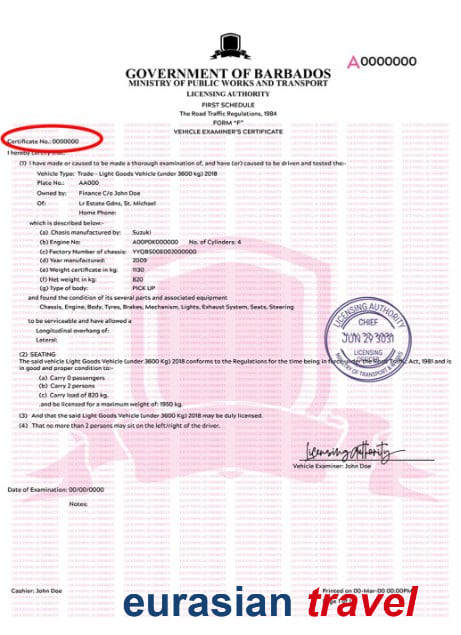 A0000000
GOVERNMENT OF BARBADOS
MINISTRY OF PUBLIC WORKS AND TRANSPORT
LICENSING AUTHORITY
FIRST SCHEDULE
The Road Traffic Regulations, 1984
FORM "F"
VEHICLE EXAMINER'S CERTIFICATE
Certificate No.: 0000000
I hereby certify that:-
(1) I have made or caused to be made a thorough examination of, and have (or) caused to be driven and tested the:-
Vehicle Type: Trade - Light Goods Vehicle (under 3600 kg) 2018
Plate No.: AA000
Owned by: Finance C/o John Doe
Of: Lr Estate Gdns, St. Michael
Home Phone:
which is described below:-
(a) Chasis manufactured by: Suzuki
(b) Engine No: A00P0K000000 No. of Cylinders: 4
(c) Factory Number of chassis:
(d) Year manufactured: 2009
(e) Weight certificate in kg: 1130
(f) Net weight in kg: 820
(g) Type of body: PICK UP
and found the condition of its several parts and associated equipment
Chassis, Engine, Body, Tyres, Brakes, Mechanism, Lights, Exhaust System, Seats, Steering
to be serviceable and have allowed a
Longitudinal overhang of:
Lateral:
LICENSING AUTHORITY
CHIEF
JUN 29 3031
LICENSING
OFFICER
MINISTRY OF TRANSPORT & WORKS
(2) SEATING
The said vehicle Light Goods Vehicle (under 3600 Kg) 2018 conforms to the Regulations for the time being in force under the Road Traffic Act, 1981 and is
in good and proper condition to:-
(a) Carry 0 passengers
(b) Carry 2 persons
(c) Carry load of 820 kg.
and be licensed for a maximum weight of: 1950 kg.
(3) And that the said Light Goods Vehicle (under 3600 Kg) 2018 may be duly licensed.
(4) That no more than 2 persons may sit on the left/right of the driver.
Licensing authority
Vehicle Examiner: John Doe
Date of Examination: 00/00/0000
Notes:
Cashier: John Doe
Printed on 00-Mar-00 00:00PM
eurasian travel